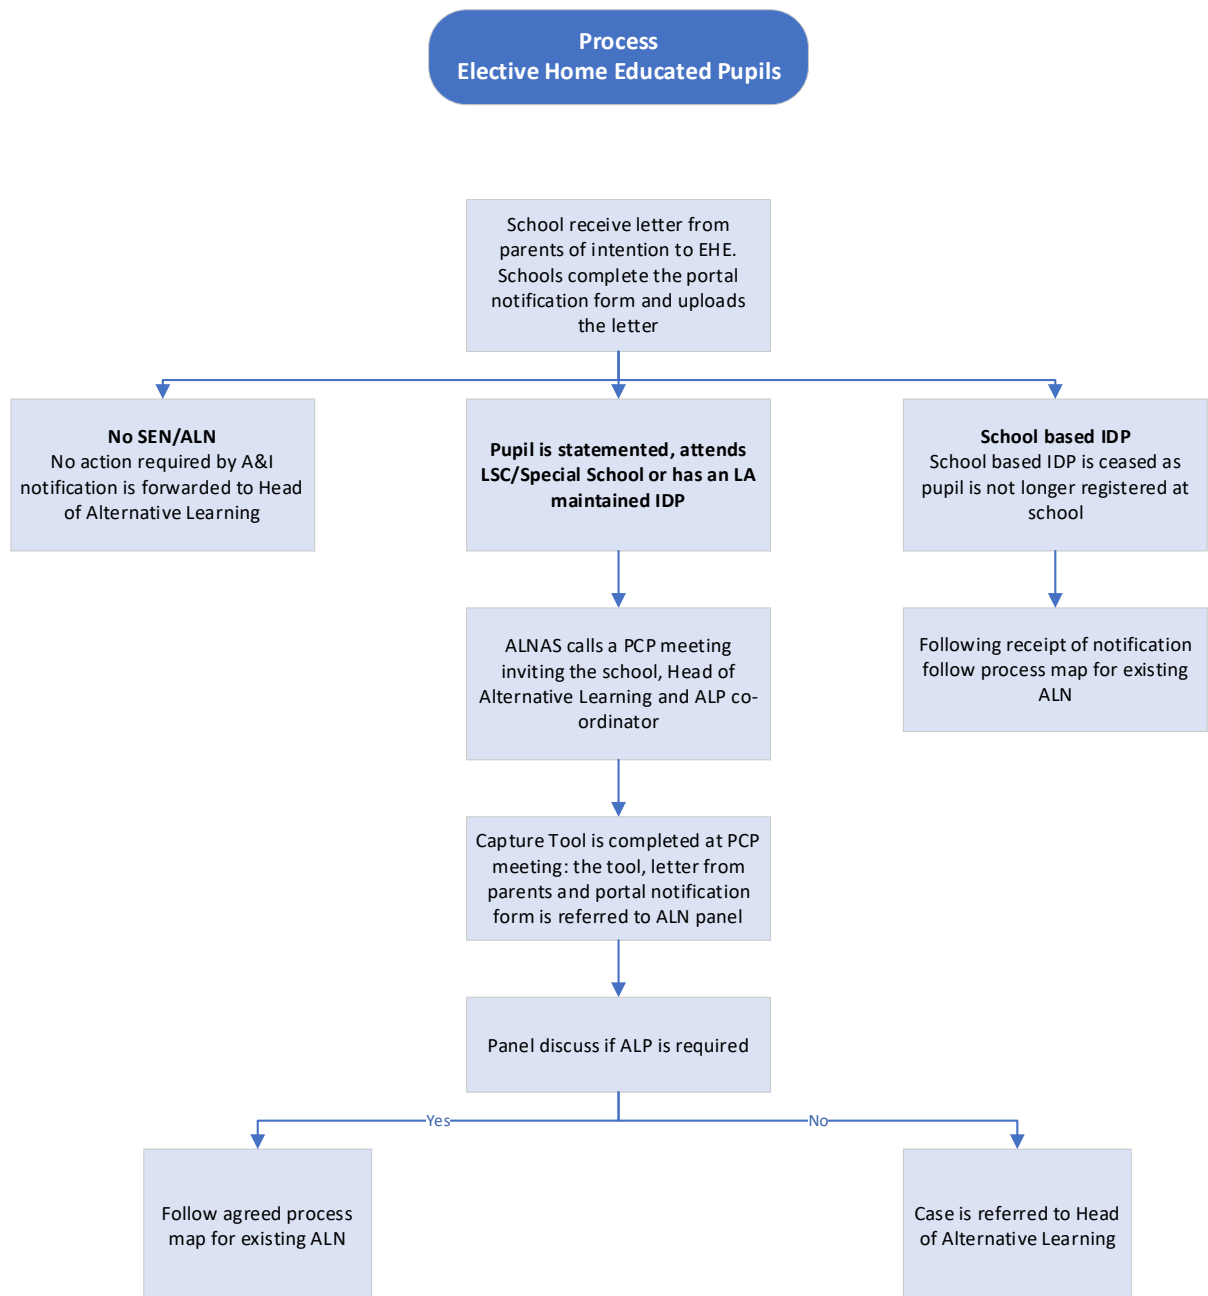 Process
Elective Home Educated Pupils
School receive letter from
parents of intention to EHE.
Schools complete the portal
notification form and uploads
the letter
No SEN/ALN
No action required by A&I
notification is forwarded to Head
of Alternative Learning
Pupil is statemented, attends
LSC/Special School or has an LA
maintained IDP
School based IDP
School based IDP is ceased as
pupil is not longer registered at
school
ALNAS calls a PCP meeting
inviting the school, Head of
Alternative Learning and ALP co-
ordinator
Following receipt of notification
follow process map for existing
ALN
Capture Tool is completed at PCP
meeting: the tool, letter from
parents and portal notification
form is referred to ALN panel
Panel discuss if ALP is required
Yes
No
Follow agreed process
map for existing ALN
Case is referred to Head
of Alternative Learning